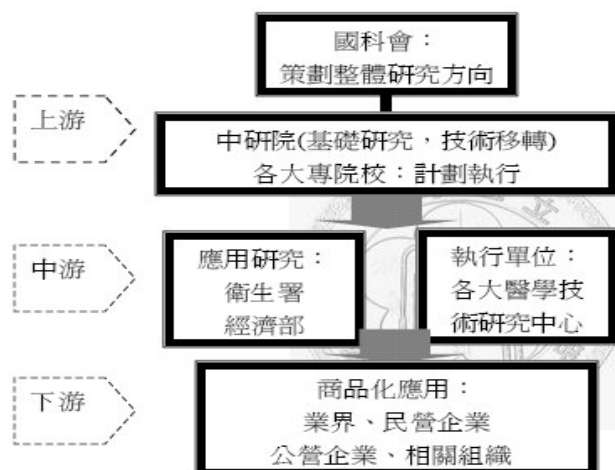 國科會：
策劃整體研究方向
上游
中研院(基礎研究，技術移轉)
各大專院校：計劃執行
中游
應用研究：
衛生署
經濟部
執行單位：
各大醫學技
術研究中心
下游
商品化應用：
業界、民營企業
公營企業、相關組織